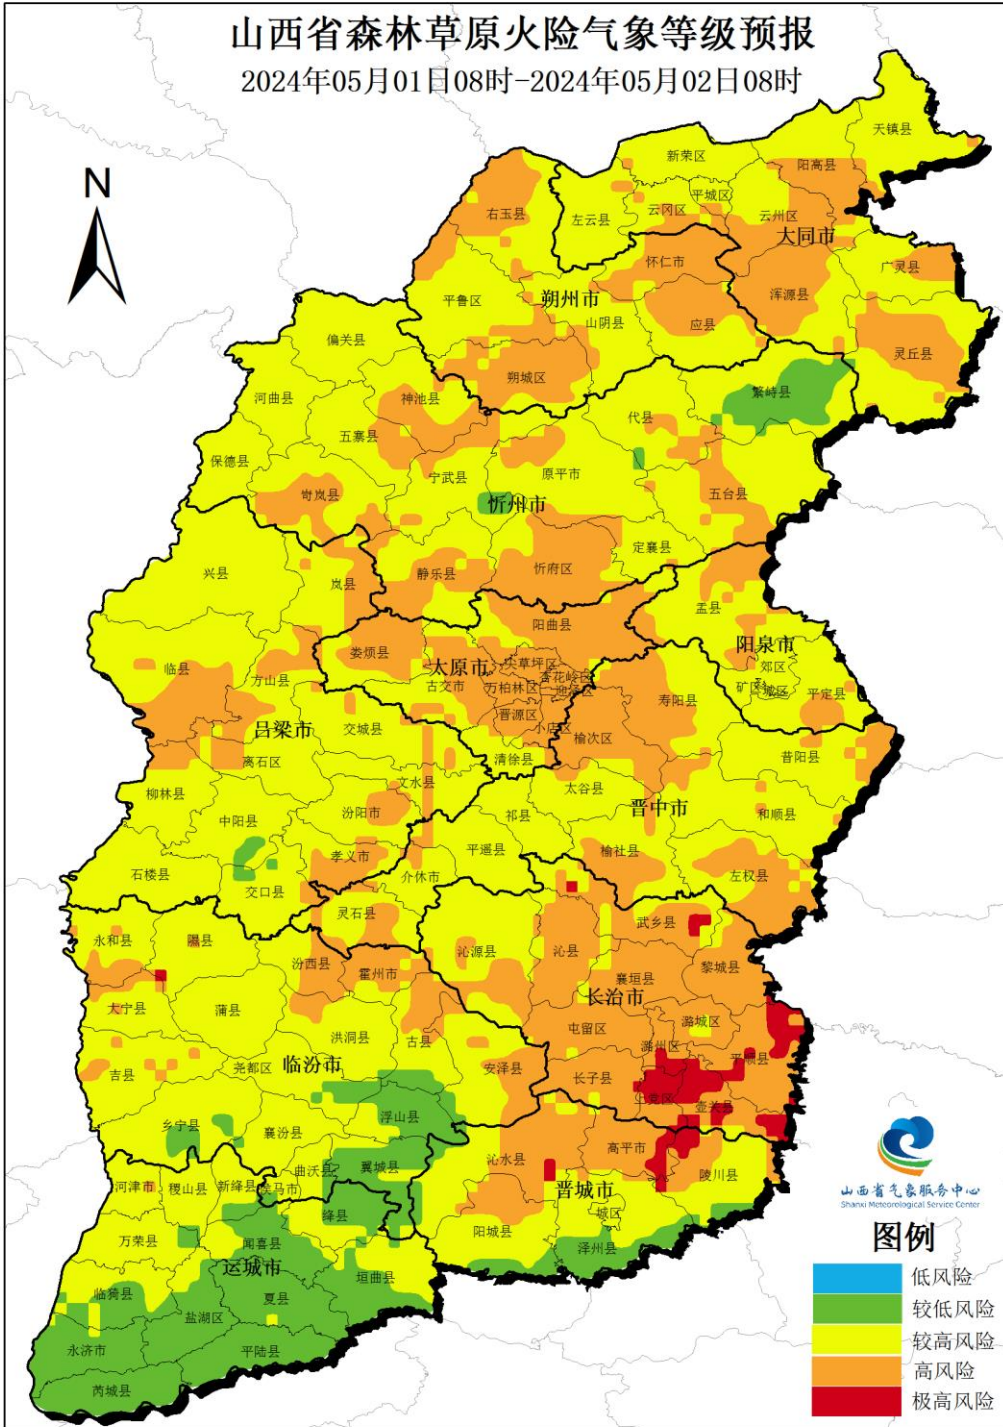 山西省森林草原火险气象等级预报
2024年05月01日08时-2024年05月02日08时
N
天镇县
新荣区
阳高县
平城区
右玉县
左云县
云冈区
云州区
大同市
怀仁市
广灵县
平鲁区
朔州市
浑源县
山阴县
应县
偏关县
灵丘县
朔城区
河曲县
神池县
繁峙县
代县
五寨县
保德县
宁武县
原平市
岢岚县
五台县
忻州市
定襄县
兴县
岚县
静乐县
忻府区
盂县
阳曲县
阳泉市
娄烦县
太原市
尖草坪区
杏花岭区
郊区
临县
方山县
古交市
万柏林区
迎泽区
矿区
城区
平定县
寿阳县
晋源区
小店区
吕梁市
交城县
榆次区
离石区
清徐县
昔阳县
文水县
太谷县
柳林县
汾阳市
祁县
晋中市
和顺县
中阳县
孝义市
平遥县
榆社县
石楼县
介休市
左权县
交口县
灵石县
武乡县
永和县
隰县
汾西县
沁源县
沁县
霍州市
襄垣县
黎城县
长治市
大宁县
蒲县
潞城区
屯留区
洪洞县
古县
潞州区
平顺县
吉县
尧都区
临汾市
安泽县
长子县
上党区
壶关县
浮山县
乡宁县
襄汾县
高平市
沁水县
翼城县
曲沃县
陵川县
河津市
稷山县
新绛县
侯马市
晋城市
绛县
城区
阳城县
万荣县
闻喜县
泽州县
运城市
垣曲县
临猗县
夏县
盐湖区
永济市
平陆县
芮城县
山西省气象服务中心
Shanxi Meteorological Service Center
图例
低风险
较低风险
较高风险
高风险
极高风险